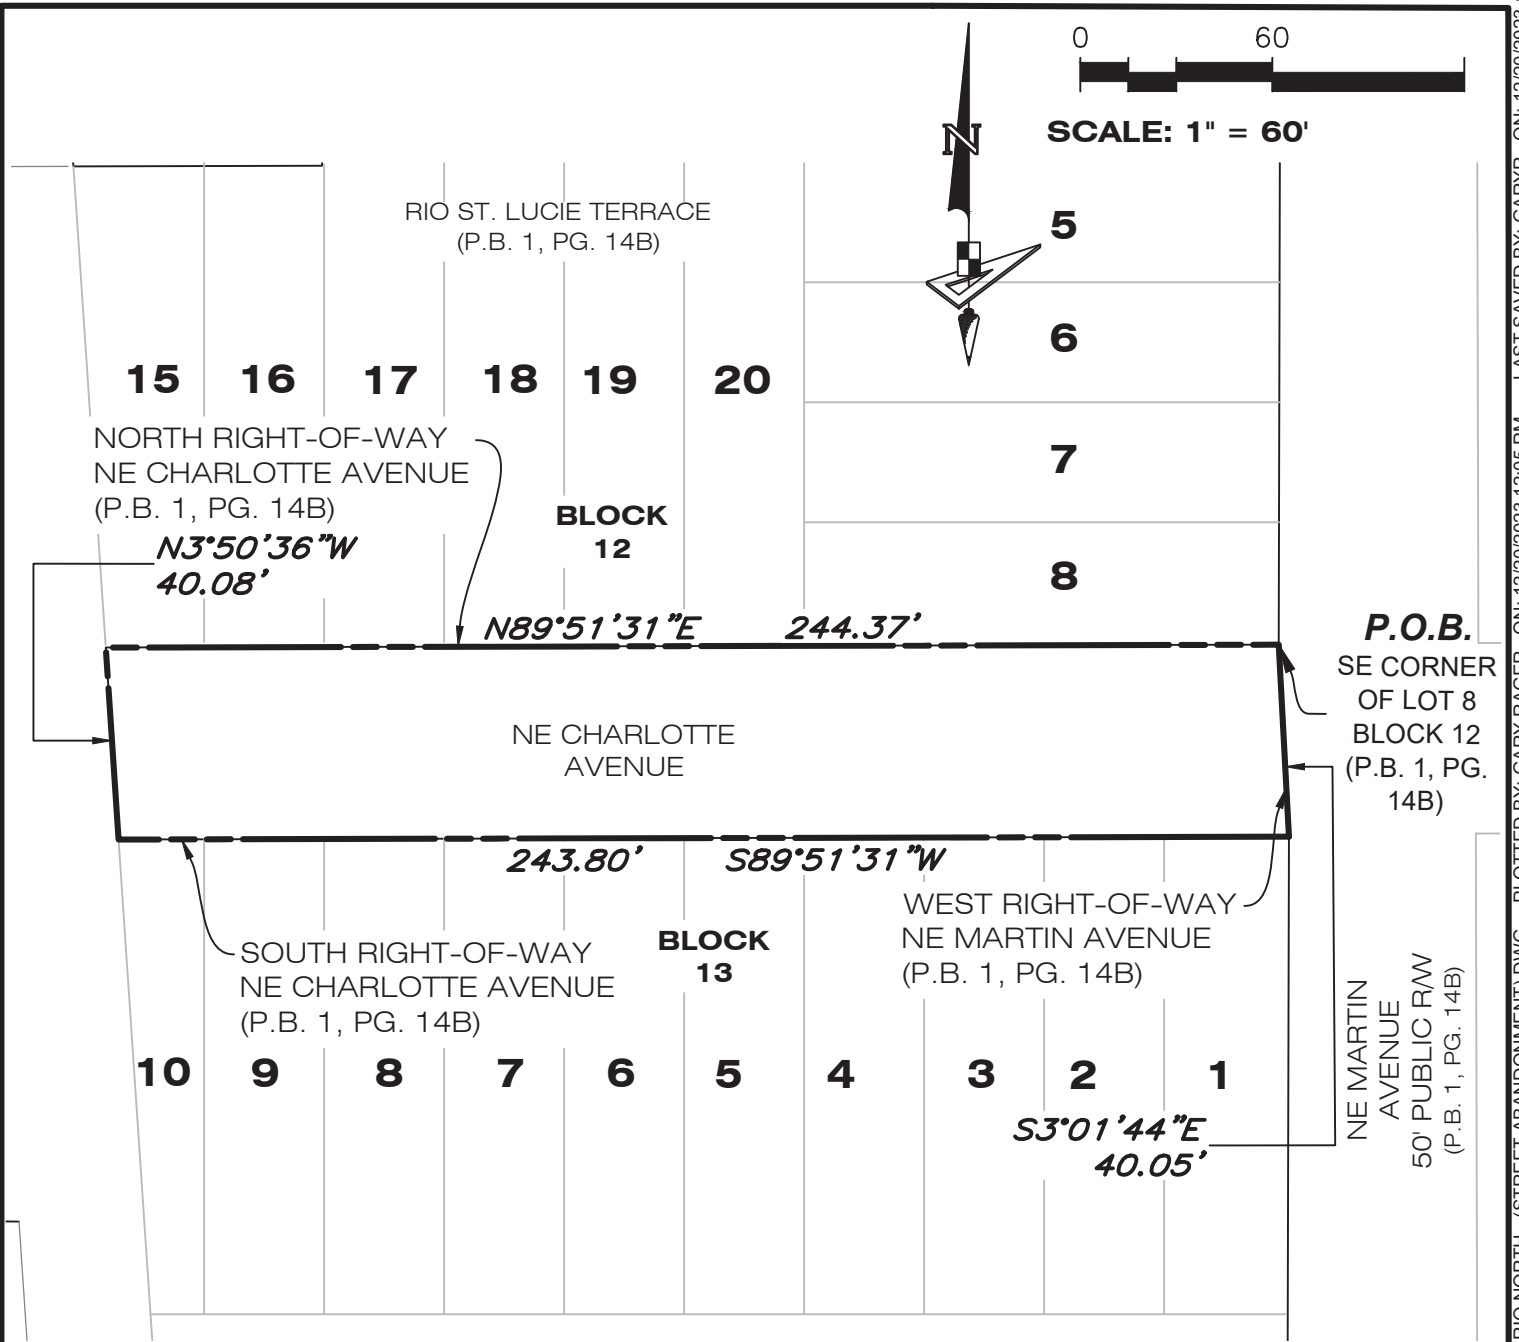 0 60
SCALE: 1" = 60'
N
RIO ST. LUCIE TERRACE
(P.B. 1, PG. 14B)
5
6
15 16 17 18 19 20
7
NORTH RIGHT-OF-WAY
NE CHARLOTTE AVENUE
(P.B. 1, PG. 14B)
BLOCK
12
N3°50'36"W
40.08'
8
N89°51'31"E 244.37'
P.O.B.
SE CORNER
OF LOT 8
BLOCK 12
(P.B. 1, PG.
14B)
NE CHARLOTTE
AVENUE
243.80' S89°51'31"W
WEST RIGHT-OF-WAY
NE MARTIN AVENUE
(P.B. 1, PG. 14B)
BLOCK
13
SOUTH RIGHT-OF-WAY
NE CHARLOTTE AVENUE
(P.B. 1, PG. 14B)
10 9 8 7 6 5 4 3 2 1
S3°01'44"E
40.05'
NE MARTIN
AVENUE
50' PUBLIC R/W
(P.B. 1, PG. 14B)